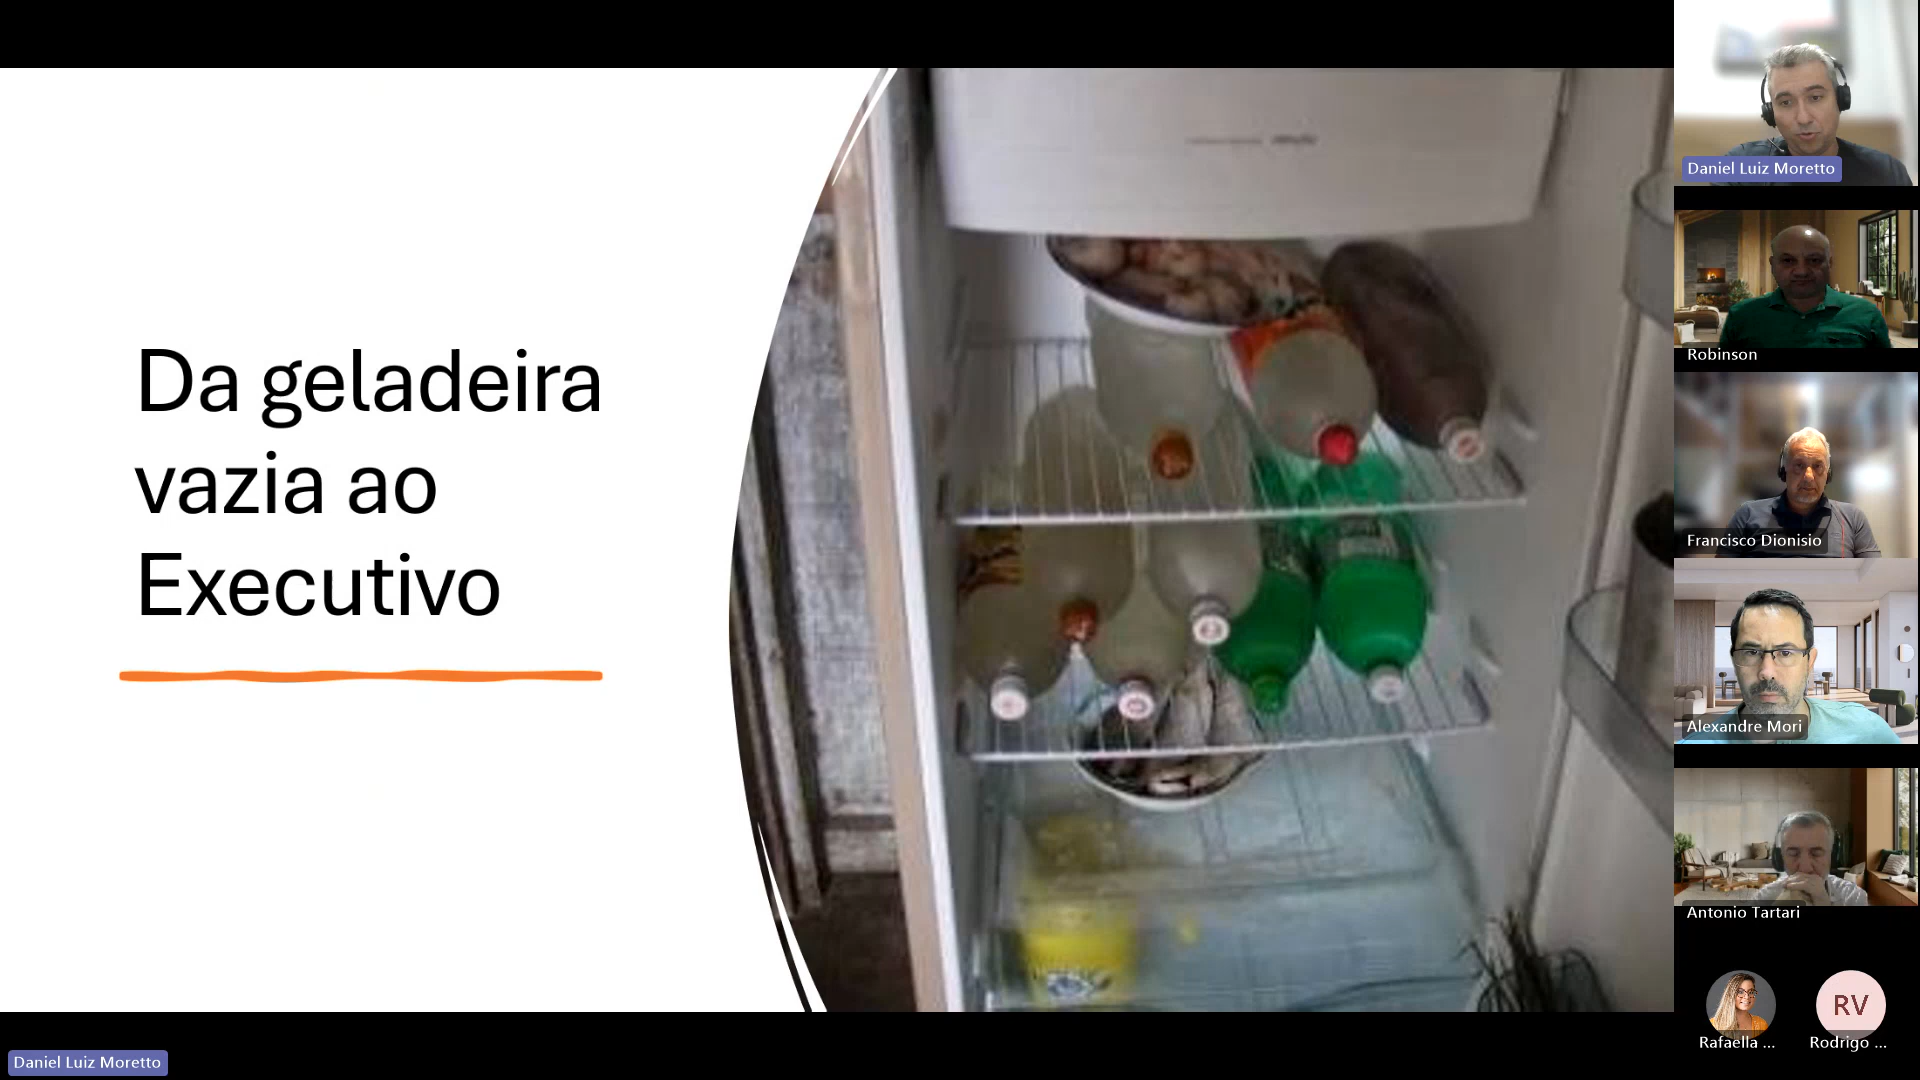 Da geladeira
vazia ao
Executivo
Daniel Luiz Moretto
Daniel Luiz Moretto
Robinson
Francisco Dionisio
Alexandre Mori
Antonio Tartari
Rafaella ...
RV
Rodrigo ...